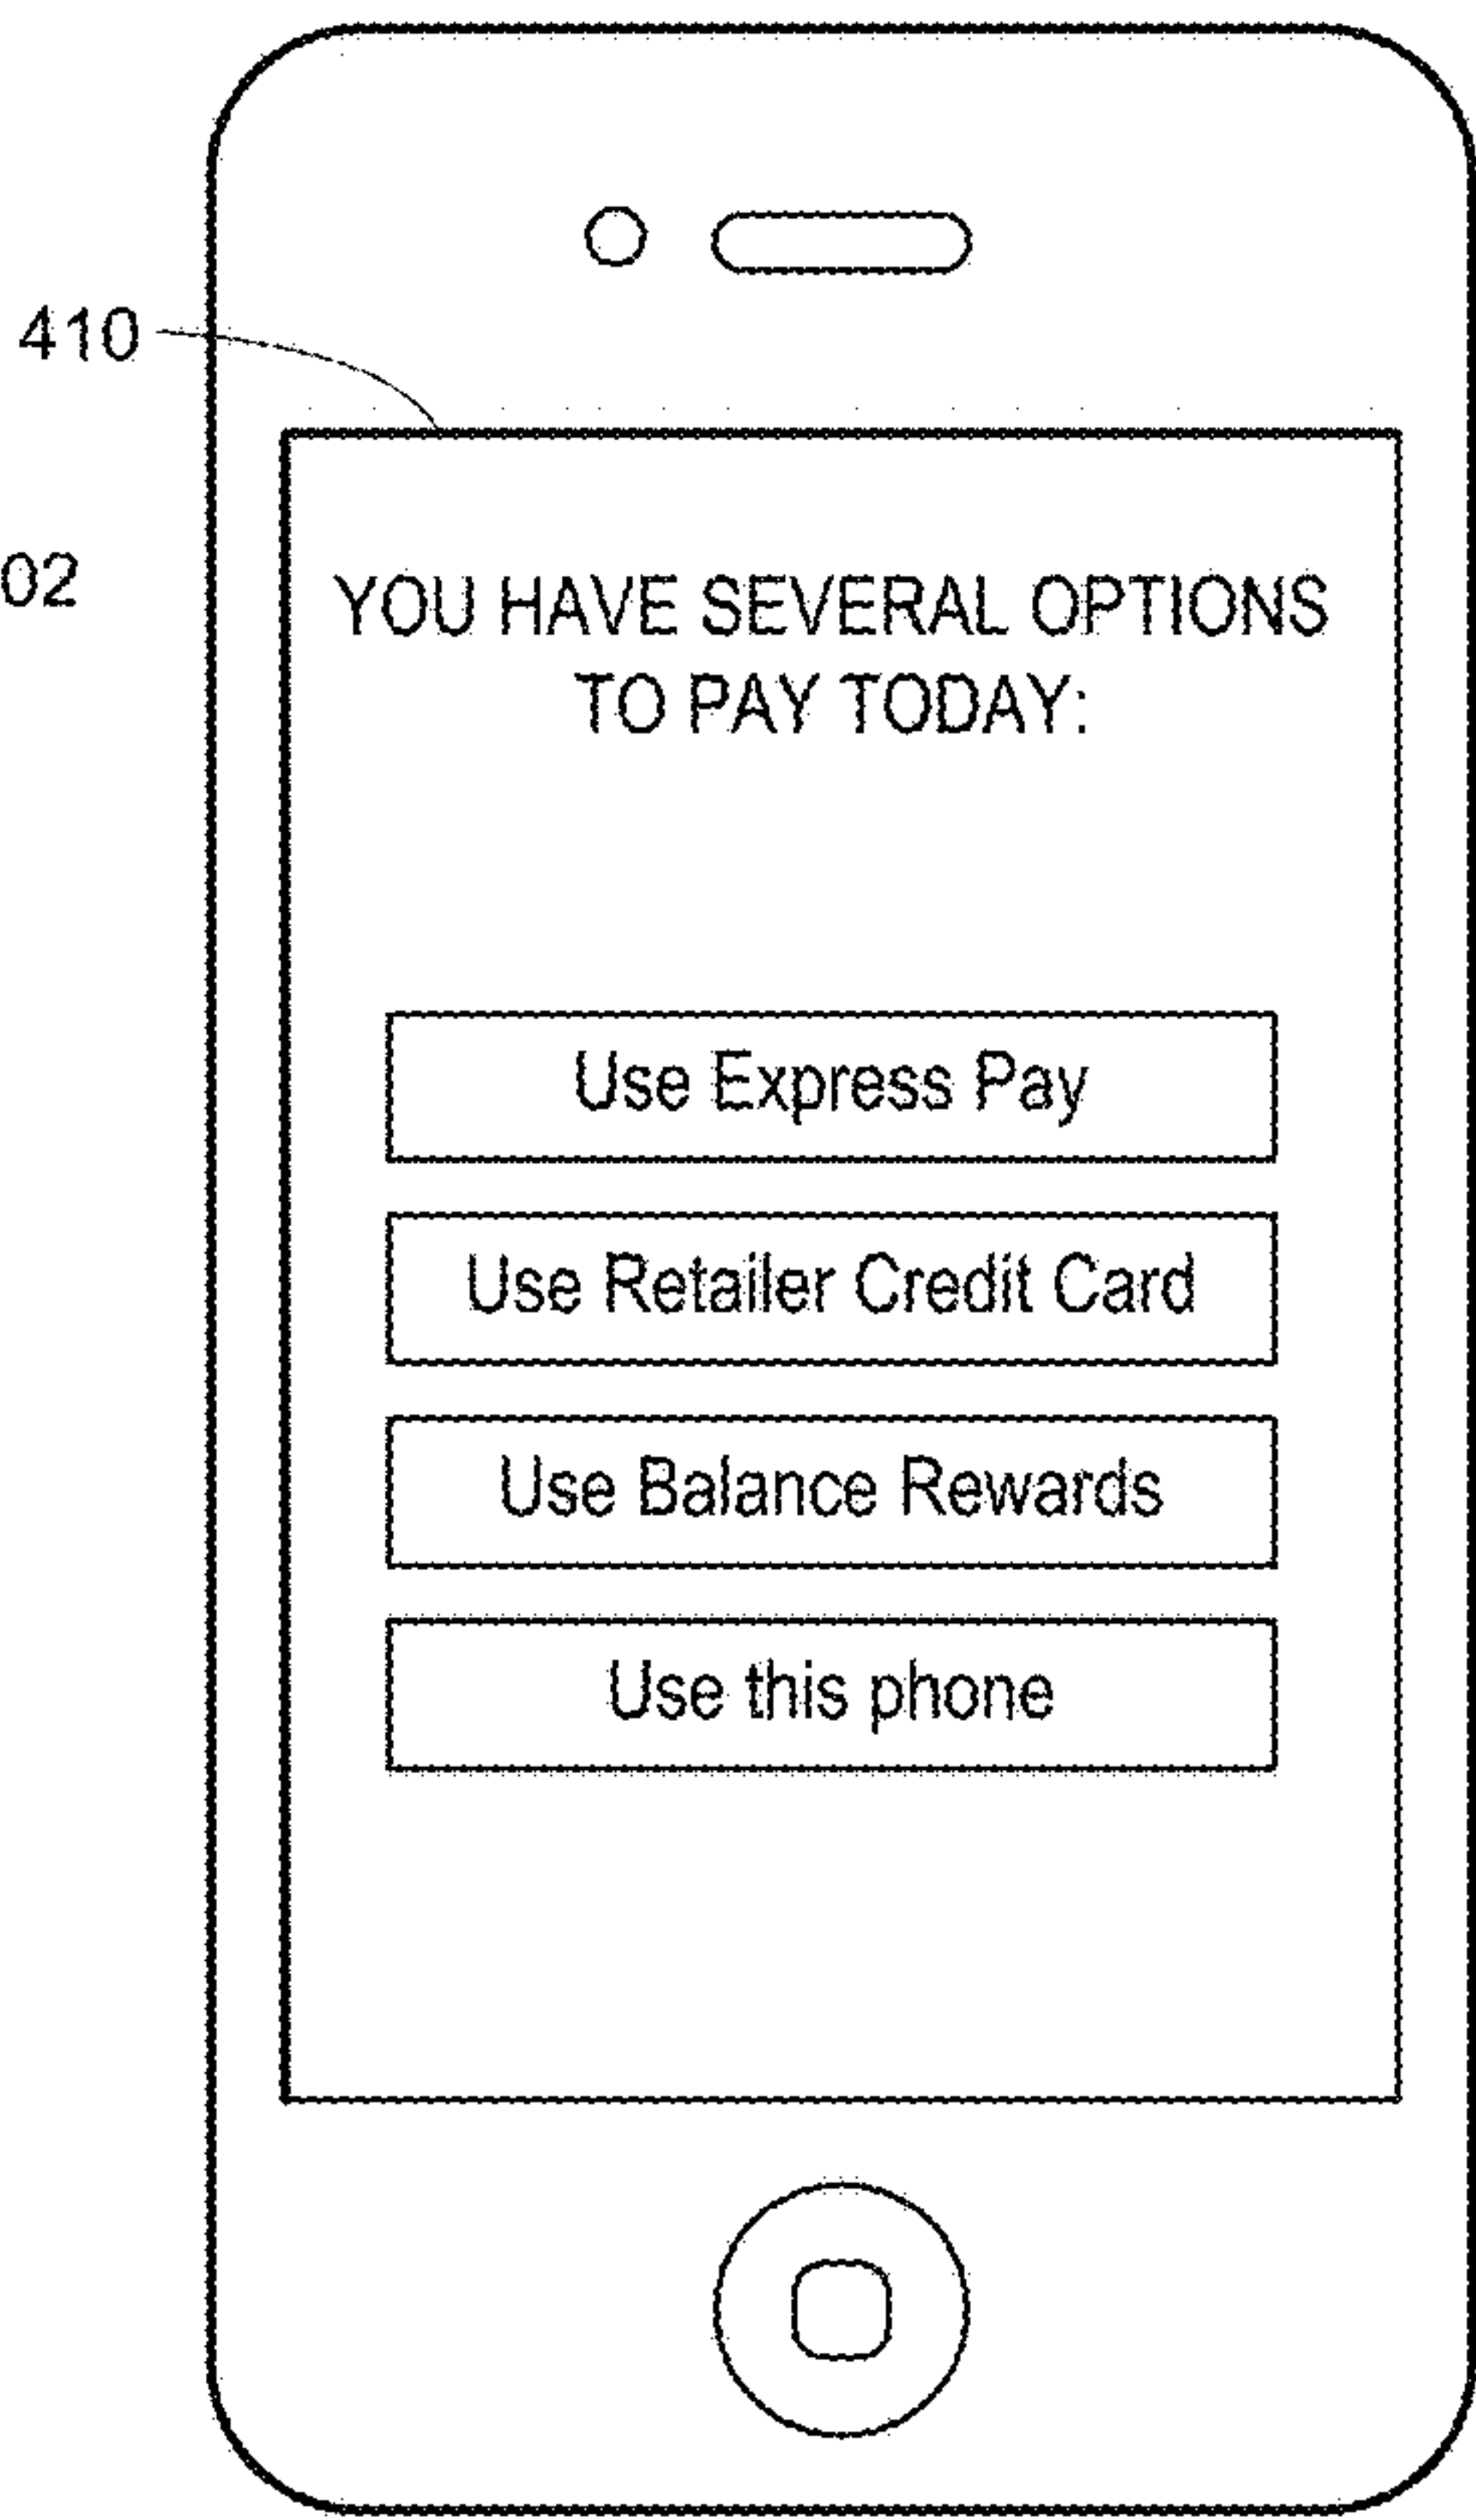 410
02
YOU HAVE SEVERAL OPTIONS
TO PAY TODAY:
Use Express Pay
Use Retailer Credit Card
Use Balance Rewards
Use this phone